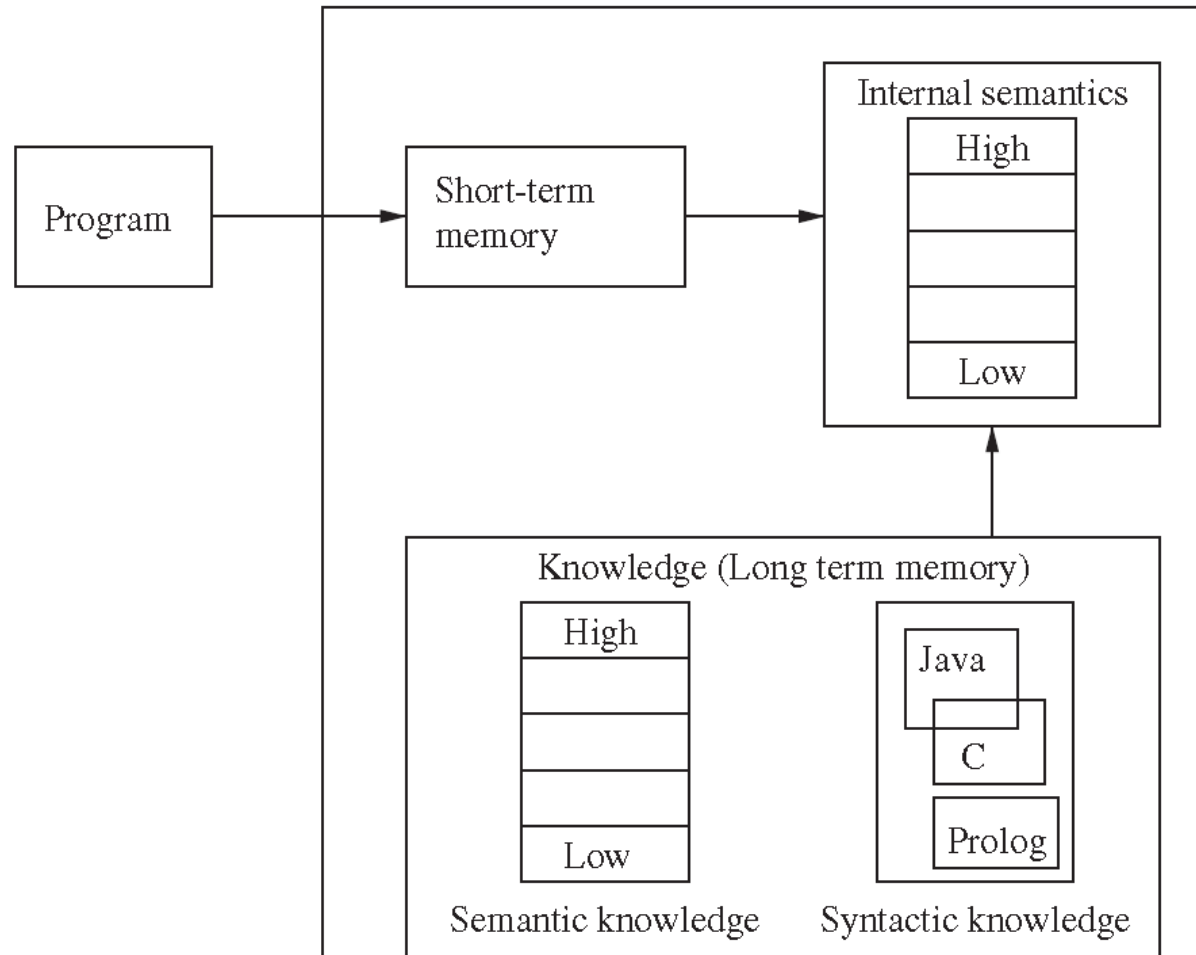 Internal semantics
High
Low
Program
Short-term
memory
Knowledge (Long term memory)
High
Low
Semantic knowledge
Java
C
Prolog
Syntactic knowledge